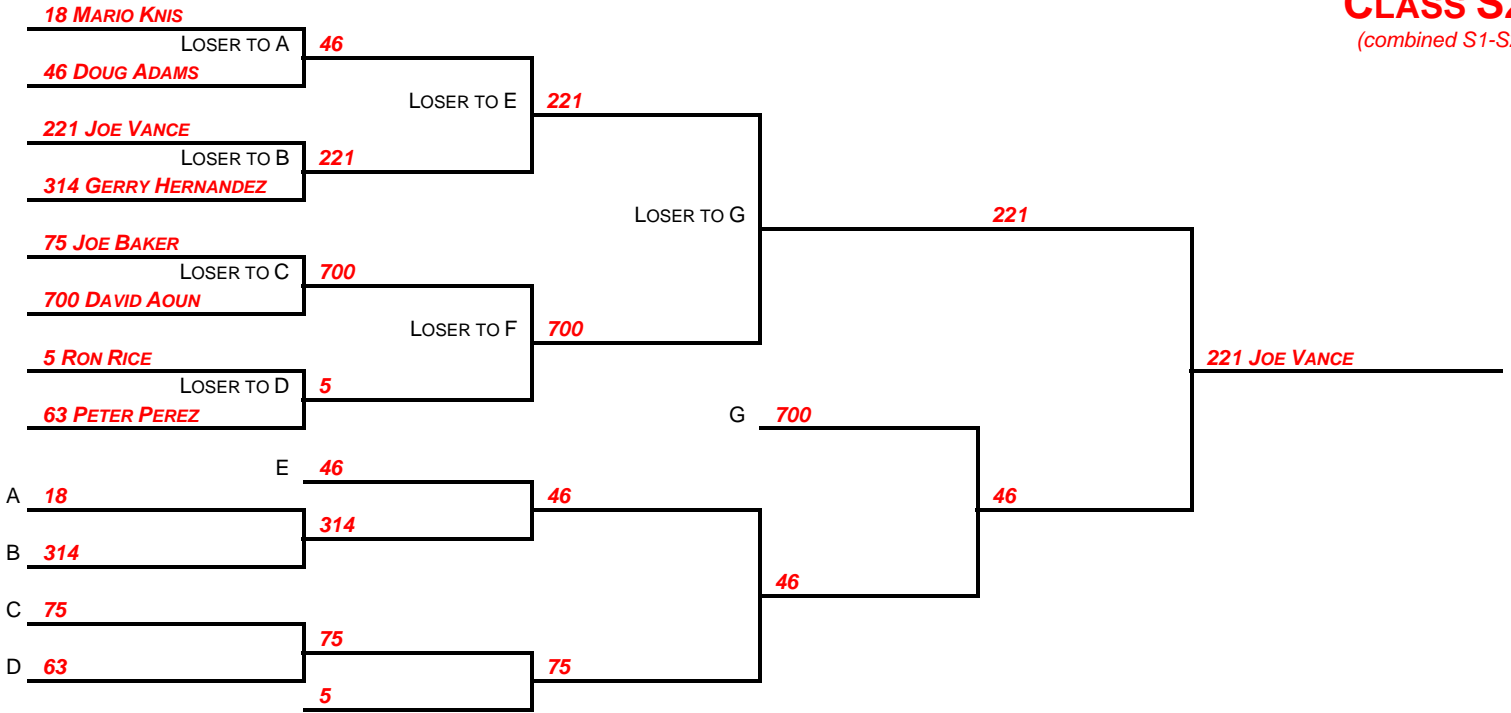 CLASS S2
(combined S1-S
18 MARIO KNIS
LOSER TO A
46
46 DOUG ADAMS
LOSER TO E
221
221 JOE VANCE
LOSER TO B
221
314 GERRY HERNANDEZ
LOSER TO G
221
75 JOE BAKER
LOSER TO C
700
700 DAVID AOUN
LOSER TO F
700
5 RON RICE
221 JOE VANCE
LOSER TO D
5
63 PETER PEREZ
G 700
E 46
A 18
46
46
314
B 314
46
C 75
75
D 63
75
5